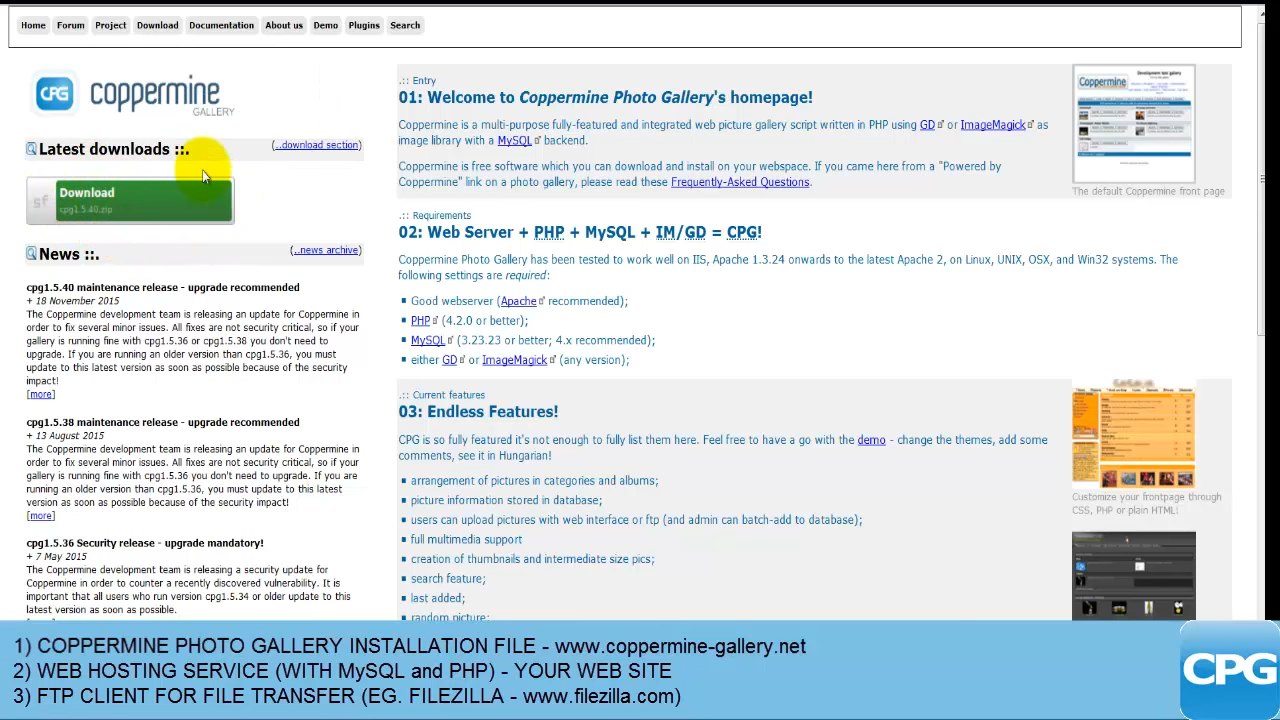 Home Forum Project Download Documentation About us Demo Plugins Search
CPG coppermine
GALLERY
Latest downloads ::. (..download section)
sf Download
cpg1.5.40.zip
News ::. (..news archive)
cpg1.5.40 maintenance release - upgrade recommended
+ 18 November 2015
The Coppermine development team is releasing an update for Coppermine in
order to fix several minor issues. All fixes are not security critical, so if your
gallery is running fine with cpg1.5.36 or cpg1.5.38 you don't need to
upgrade. If you are running an older version than cpg1.5.36, you must
update to this latest version as soon as possible because of the security
impact!
[more]
cpg1.5.38 maintenance release - upgrade recommended
+ 13 August 2015
The Coppermine development team is releasing an update for Coppermine in
order to fix several minor issues. All fixes are not security critical, so if your
gallery is running fine with cpg1.5.36 you don't need to upgrade. If you are
running an older version than cpg1.5.36, you must update to this latest
version as soon as possible because of the security impact!
[more]
cpg1.5.36 Security release - upgrade mandatory!
+ 7 May 2015
The Coppermine development team is releasing a security update for
Coppermine in order to counter a recently discovered vulnerability. It is
important that all users who run version cpg1.5.34 or older update to this
latest version as soon as possible.
.:: Entry
01: Welcome to Coppermine Photo Gallery's homepage!
Coppermine is a multi-purpose fully-featured and integrated web picture gallery script written in PHP using GD or ImageMagick as
image library with a MySQL backend.
Coppermine is free software which you can download and install on your webspace. If you came here from a "Powered by
Coppermine" link on a photo gallery, please read these Frequently-Asked Questions.
Coppermine
The default Coppermine front page
.:: Requirements
02: Web Server + PHP + MySQL + IM/GD = CPG!
Coppermine Photo Gallery has been tested to work well on IIS, Apache 1.3.24 onwards to the latest Apache 2, on Linux, UNIX, OSX, and Win32 systems. The
following settings are required:
Good webserver (Apache recommended);
PHP (4.2.0 or better);
MySQL (3.23.23 or better; 4.x recommended);
either GD or ImageMagick (any version);
.:: Current features
03: Endless Features!
CPG is so fully featured it's not enough to fully list them here. Feel free to have a go with the demo - change the themes, add some
comments, see it in Hungarian!
arrangement of pictures in categories and albums;
picture information stored in database;
users can upload pictures with web interface or ftp (and admin can batch-add to database);
full multimedia support
creation of thumbnails and intermediate size pics;
search feature;
last added;
random picture;
Customize your frontpage through
CSS, PHP or plain HTML!
1) COPPERMINE PHOTO GALLERY INSTALLATION FILE - www.coppermine-gallery.net
2) WEB HOSTING SERVICE (WITH MySQL and PHP) - YOUR WEB SITE
3) FTP CLIENT FOR FILE TRANSFER (EG. FILEZILLA - www.filezilla.com)
CPG